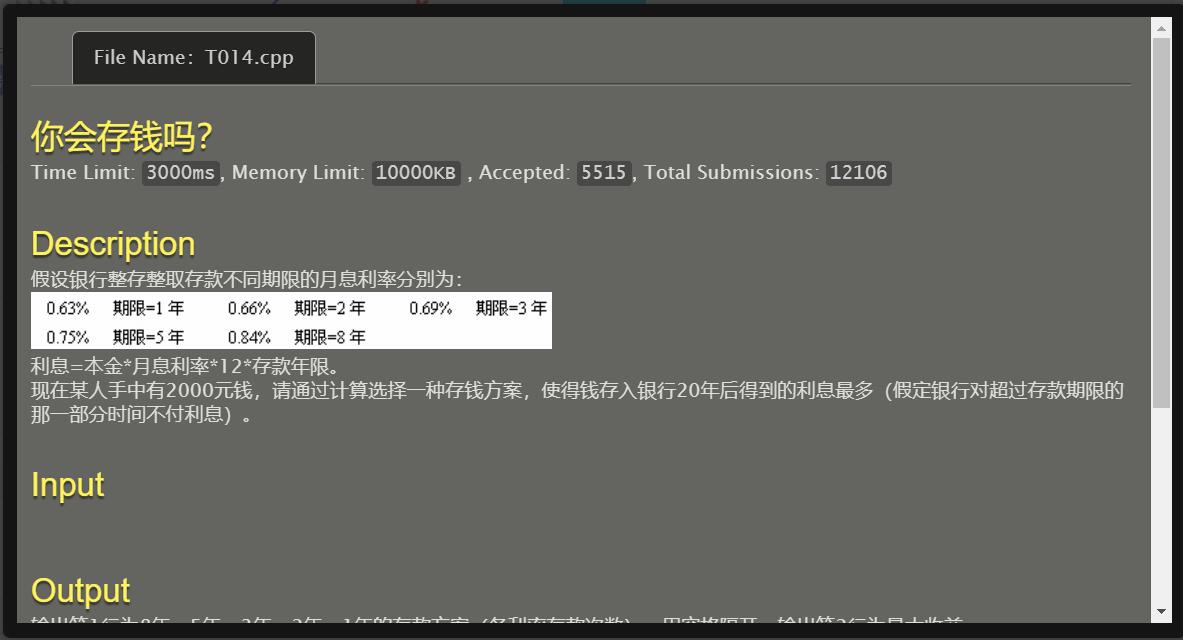 File Name：T014.cpp
你会存钱吗？
Time Limit: 3000ms, Memory Limit: 10000KB , Accepted: 5515, Total Submissions: 12106
Description
假设银行整存整取存款不同期限的月息利率分别为：
0.63% 期限=1 年 0.66% 期限=2 年 0.69% 期限=3 年
0.75% 期限=5 年 0.84% 期限=8 年
利息=本金*月息利率*12*存款年限。
现在某人手中有2000元钱，请通过计算选择一种存钱方案，使得钱存入银行20年后得到的利息最多（假定银行对超过存款期限的
那一部分时间不付利息）。
Input
Output